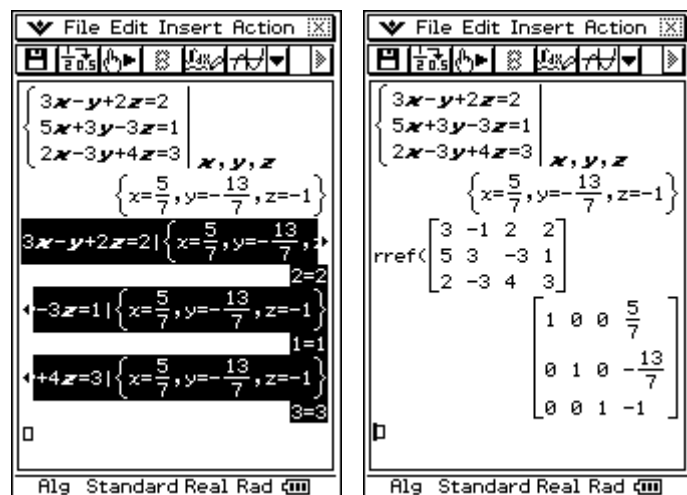 File Edit Insert Action
3x-y+2z=2
5x+3y-3z=1
2x-3y+4z=3 | x, y, z
{x=5/7, y=-13/7, z=-1}
3x-y+2z=2|{x=5/7, y=-13/7, z
2=2
-3z=1|{x=5/7, y=-13/7, z=-1}
1=1
+4z=3|{x=5/7, y=-13/7, z=-1}
3=3
Alg Standard Real Rad
File Edit Insert Action
3x-y+2z=2
5x+3y-3z=1
2x-3y+4z=3 | x, y, z
{x=5/7, y=-13/7, z=-1}
rref(
3 -1 2 2
5 3 -3 1
2 -3 4 3
1 0 0 5/7
0 1 0 -13/7
0 0 1 -1
Alg Standard Real Rad